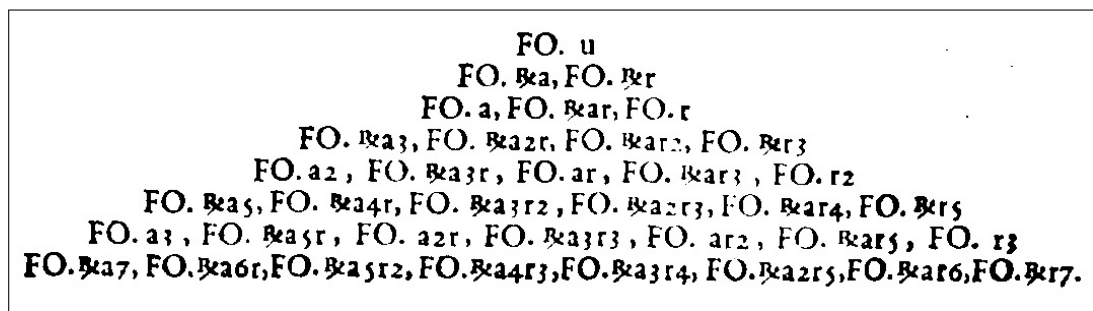 FO. u
FO. ℞a, FO. ℞r
FO. a, FO. ℞ar, FO. r
FO. ℞a3, FO. ℞a2r, FO. ℞ar2, FO. ℞r3
FO. a2, FO. ℞a3r, FO. ar, FO. ℞ar3, FO. r2
FO. ℞a5, FO. ℞a4r, FO. ℞a3r2, FO. ℞a2r3, FO. ℞ar4, FO. ℞r5
FO. a3, FO. ℞a5r, FO. a2r, FO. ℞a3r3, FO. ar2, FO. ℞ar5, FO. r3
FO.℞a7, FO.℞a6r, FO.℞a5r2, FO.℞a4r3, FO.℞a3r4, FO.℞a2r5, FO.℞ar6, FO.℞r7.